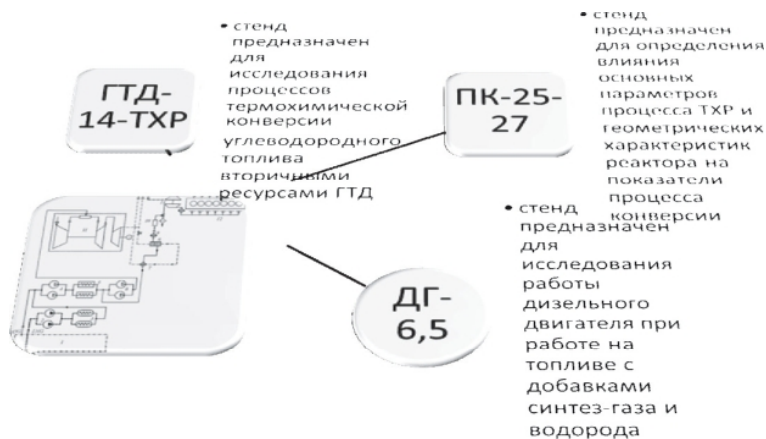 ГТД-
14-ТХР
• стенд
предназначен
для
исследования
процессов
термохимической
конверсии
углеводородного
топлива
вторичными
ресурсами ГТД
ПК-25-
27
• стенд
предназначен
для определения
влияния
основных
параметров
процесса ТХР и
геометрических
характеристик
реактора на
показатели
процесса
конверсии
ДГ-
6,5
• стенд
предназначен
для
исследования
работы
дизельного
двигателя при
работе на
топливе с
добавками
синтез-газа и
водорода